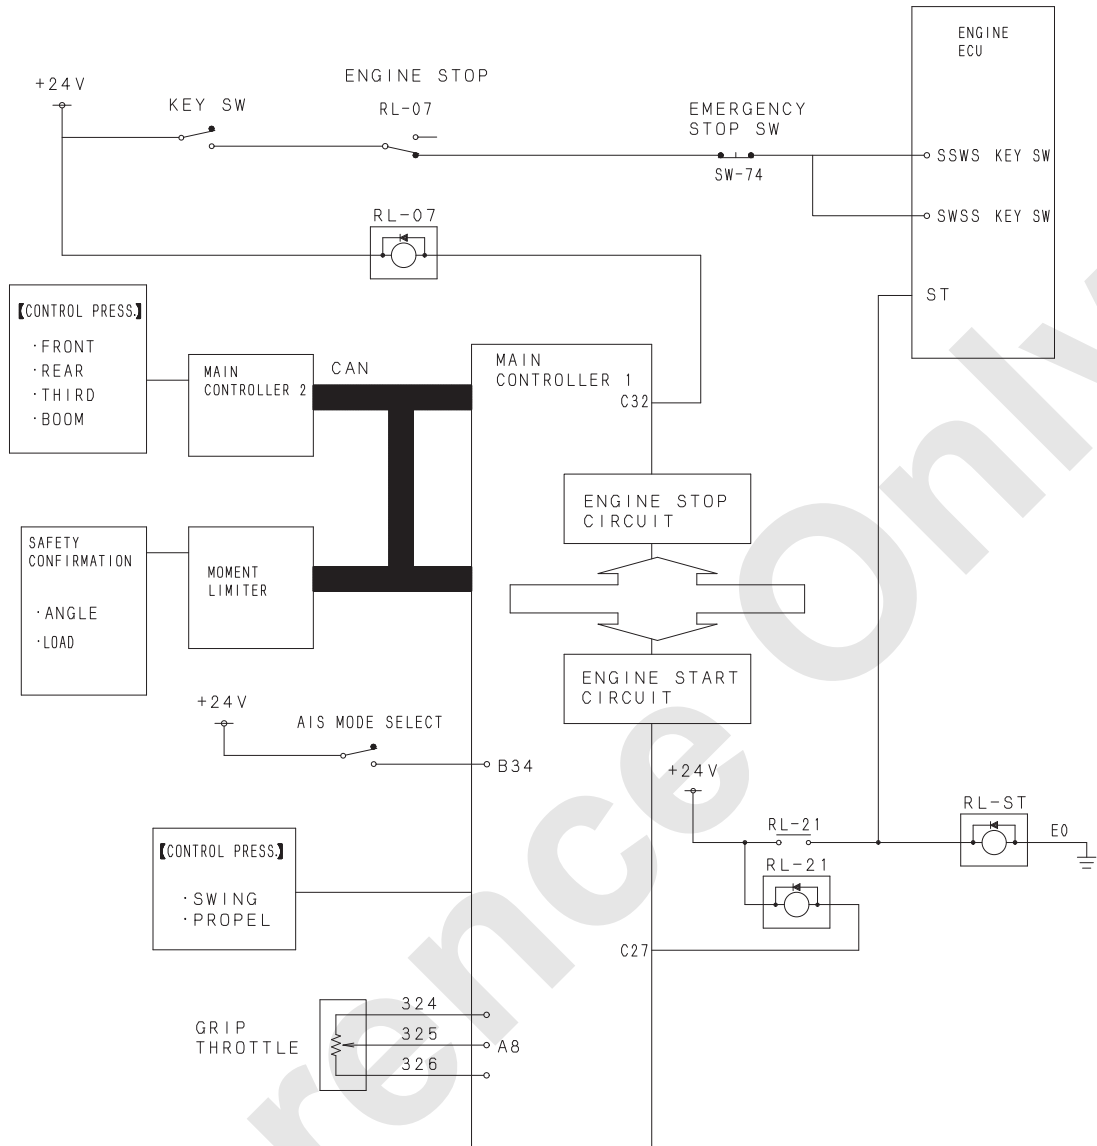 ENGINE
ECU
+24V
ENGINE STOP
KEY SW
RL-07
EMERGENCY
STOP SW
SW-74
SSWS KEY SW
SWSS KEY SW
ST
RL-07
【CONTROL PRESS.】
・FRONT
・REAR
・THIRD
・BOOM
MAIN
CONTROLLER 2
CAN
MAIN
CONTROLLER 1
C32
ENGINE STOP
CIRCUIT
SAFETY
CONFIRMATION
・ANGLE
・LOAD
MOMENT
LIMITER
ENGINE START
CIRCUIT
+24V
AIS MODE SELECT
B34
+24V
RL-21
RL-21
RL-ST
E0
【CONTROL PRESS.】
・SWING
・PROPEL
C27
GRIP
THROTTLE
324
325
326
A8
rence Only